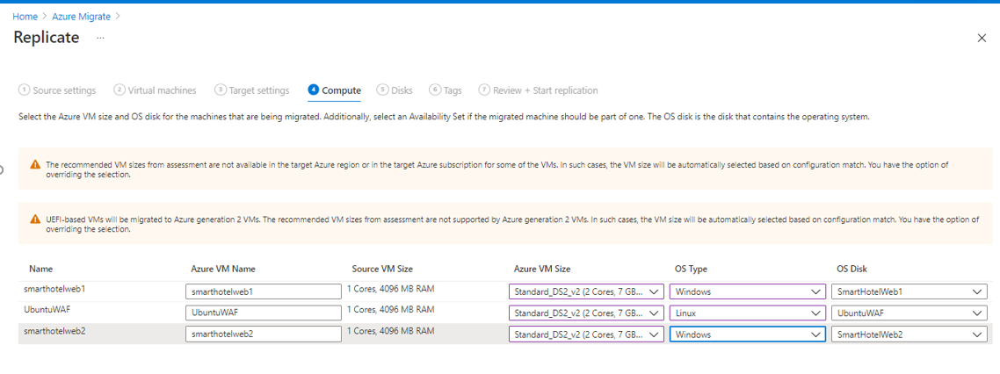 Home > Azure Migrate >
Replicate ...
1 Source settings 2 Virtual machines 3 Target settings 4 Compute 5 Disks 6 Tags 7 Review + Start replication
Select the Azure VM size and OS disk for the machines that are being migrated. Additionally, select an Availability Set if the migrated machine should be part of one. The OS disk is the disk that contains the operating system.
The recommended VM sizes from assessment are not available in the target Azure region or in the target Azure subscription for some of the VMs. In such cases, the VM size will be automatically selected based on configuration match. You have the option of
overriding the selection.
UEFI-based VMs will be migrated to Azure generation 2 VMs. The recommended VM sizes from assessment are not supported by Azure generation 2 VMs. In such cases, the VM size will be automatically selected based on configuration match. You have the option of
overriding the selection.
Name Azure VM Name Source VM Size Azure VM Size OS Type OS Disk
smarthotelweb1 smarthotelweb1 1 Cores, 4096 MB RAM Standard_DS2_v2 (2 Cores, 7 GB... Windows SmartHotelWeb1
UbuntuWAF UbuntuWAF 1 Cores, 4096 MB RAM Standard_DS2_v2 (2 Cores, 7 GB... Linux UbuntuWAF
smarthotelweb2 smarthotelweb2 1 Cores, 4096 MB RAM Standard_DS2_v2 (2 Cores, 7 GB... Windows SmartHotelWeb2